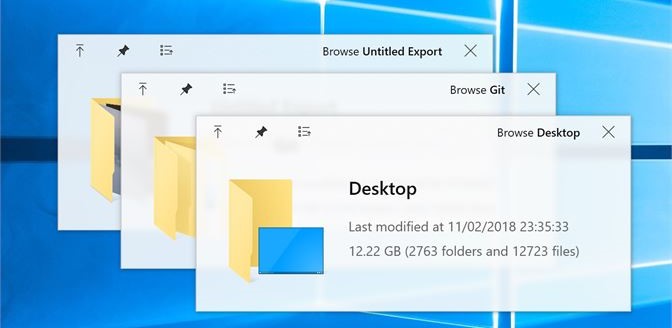 Browse Untitled Export
Browse Git
Browse Desktop
Desktop
Last modified at 11/02/2018 23:35:33
12.22 GB (2763 folders and 12723 files)